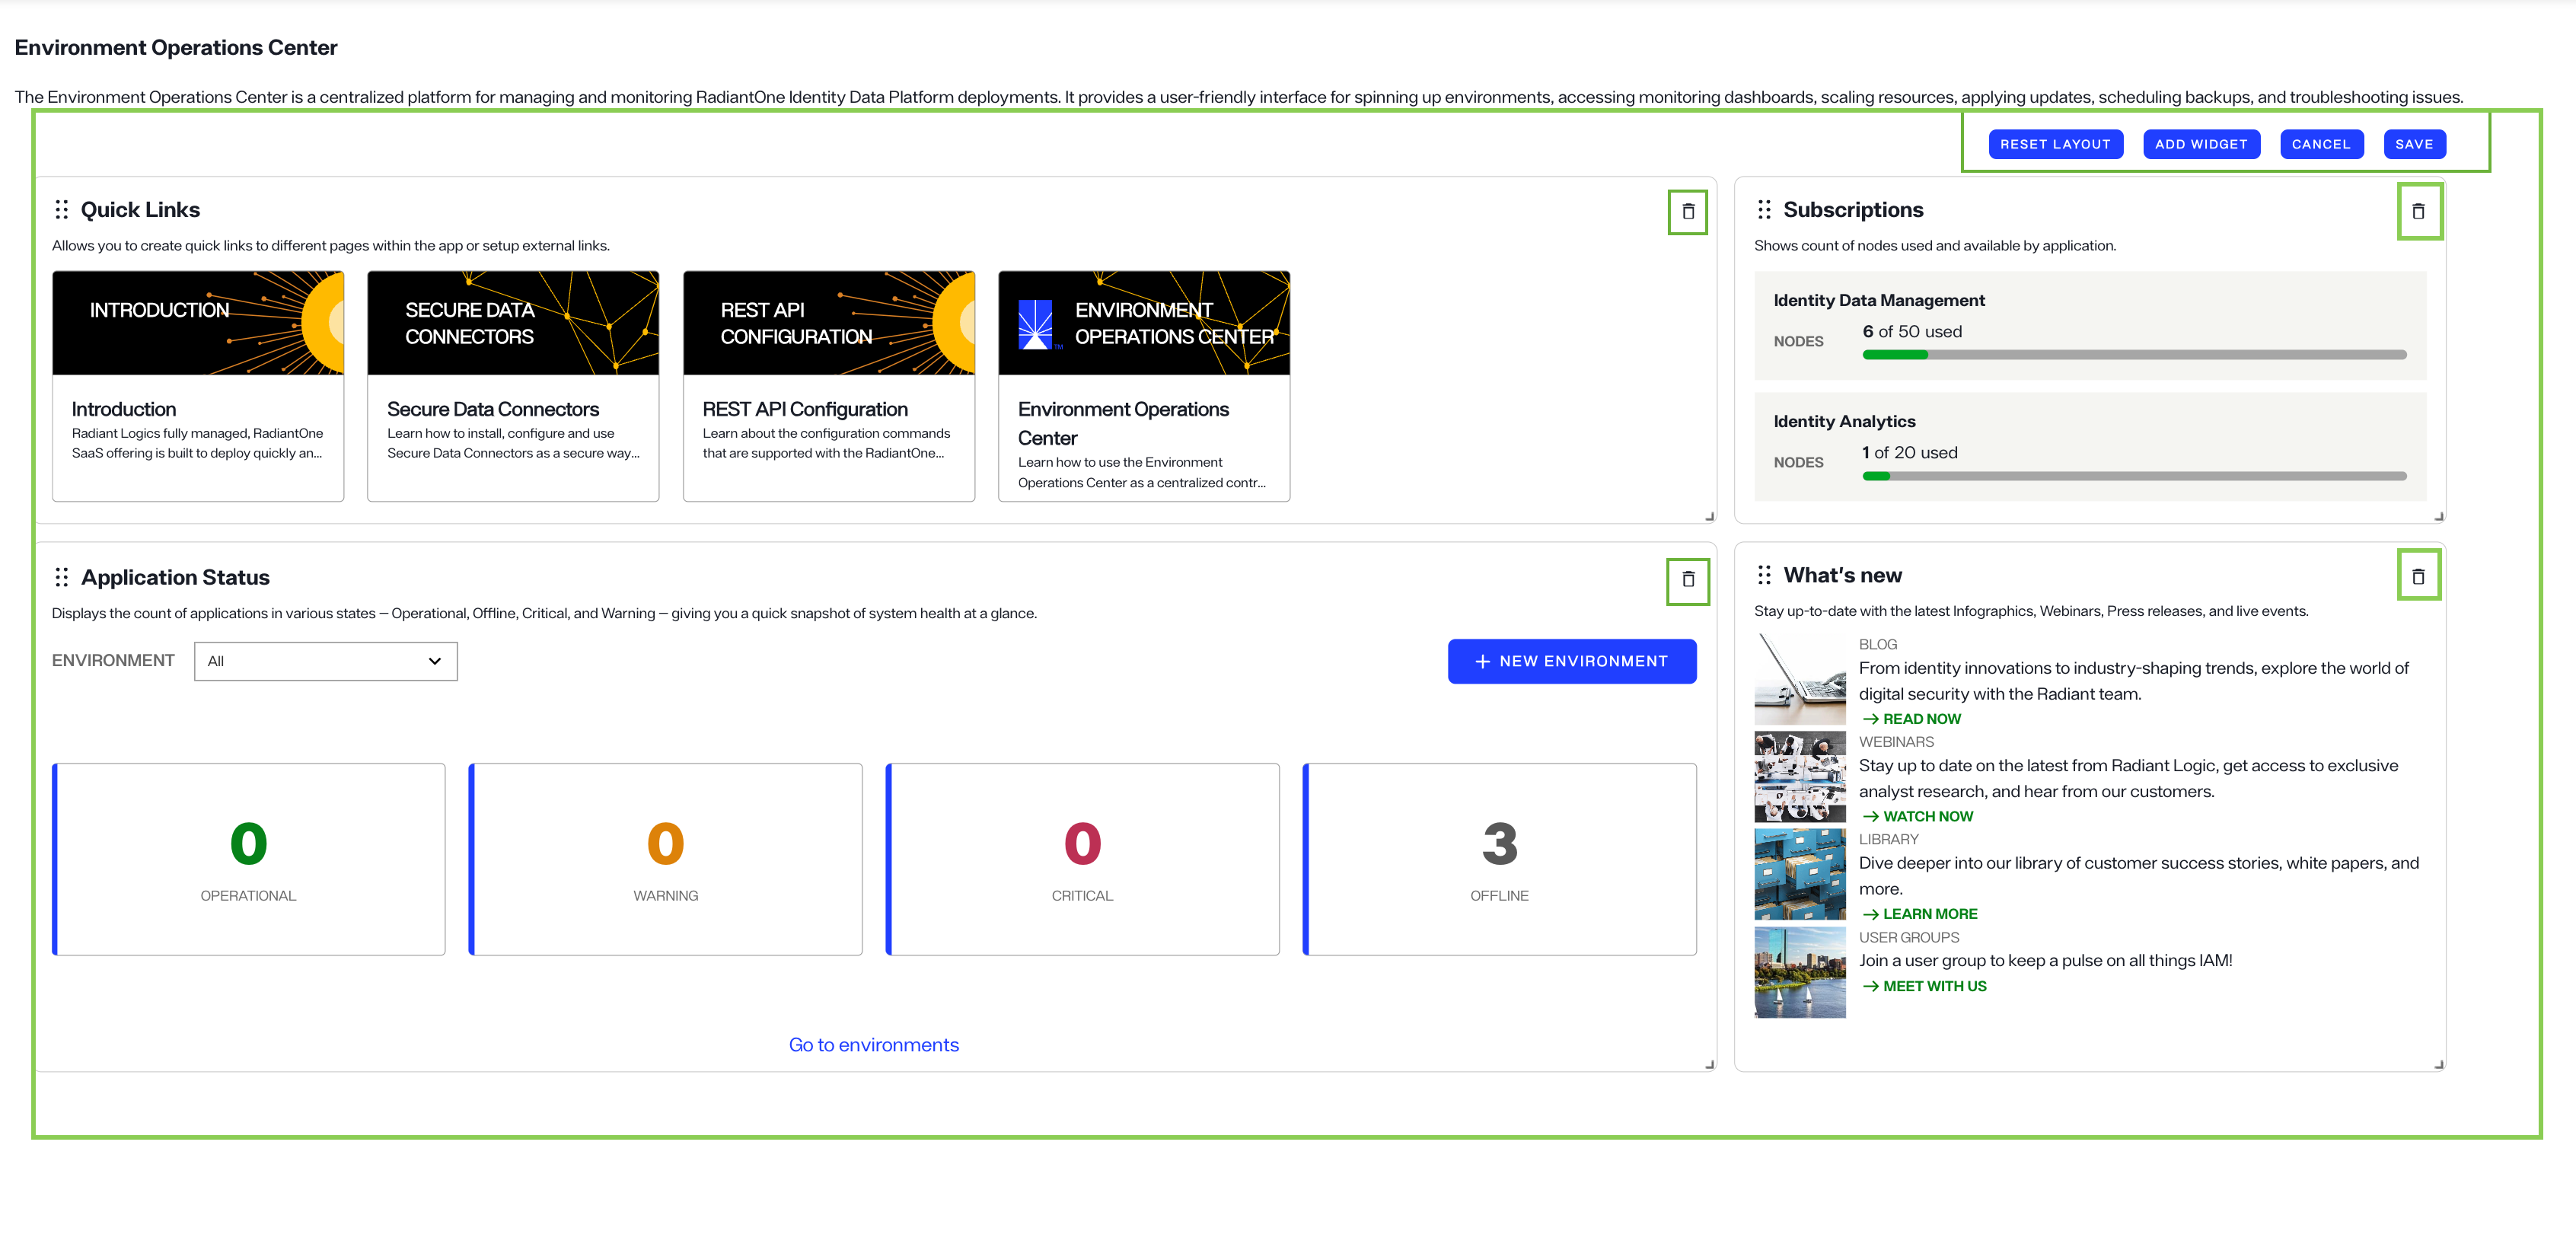 Environment Operations Center
The Environment Operations Center is a centralized platform for managing and monitoring RadiantOne Identity Data Platform deployments. It provides a user-friendly interface for spinning up environments, accessing monitoring dashboards, scaling resources, applying updates, scheduling backups, and troubleshooting issues.
RESET LAYOUT
ADD WIDGET
CANCEL
SAVE
Quick Links
Allows you to create quick links to different pages within the app or setup external links.
INTRODUCTION
Introduction
Radiant Logics fully managed, RadiantOne
SaaS offering is built to deploy quickly an...
SECURE DATA
CONNECTORS
Secure Data Connectors
Learn how to install, configure and use
Secure Data Connectors as a secure way...
REST API
CONFIGURATION
REST API Configuration
Learn about the configuration commands
that are supported with the RadiantOne...
ENVIRONMENT
OPERATIONS CENTER
TM
Environment Operations
Center
Learn how to use the Environment
Operations Center as a centralized contr...
Subscriptions
Shows count of nodes used and available by application.
Identity Data Management
NODES
6 of 50 used
Identity Analytics
NODES
1 of 20 used
Application Status
Displays the count of applications in various states — Operational, Offline, Critical, and Warning — giving you a quick snapshot of system health at a glance.
ENVIRONMENT
All
+ NEW ENVIRONMENT
0
OPERATIONAL
0
WARNING
0
CRITICAL
3
OFFLINE
Go to environments
What's new
Stay up-to-date with the latest Infographics, Webinars, Press releases, and live events.
BLOG
From identity innovations to industry-shaping trends, explore the world of
digital security with the Radiant team.
→ READ NOW
WEBINARS
Stay up to date on the latest from Radiant Logic, get access to exclusive
analyst research, and hear from our customers.
→ WATCH NOW
LIBRARY
Dive deeper into our library of customer success stories, white papers, and
more.
→ LEARN MORE
USER GROUPS
Join a user group to keep a pulse on all things IAM!
→ MEET WITH US